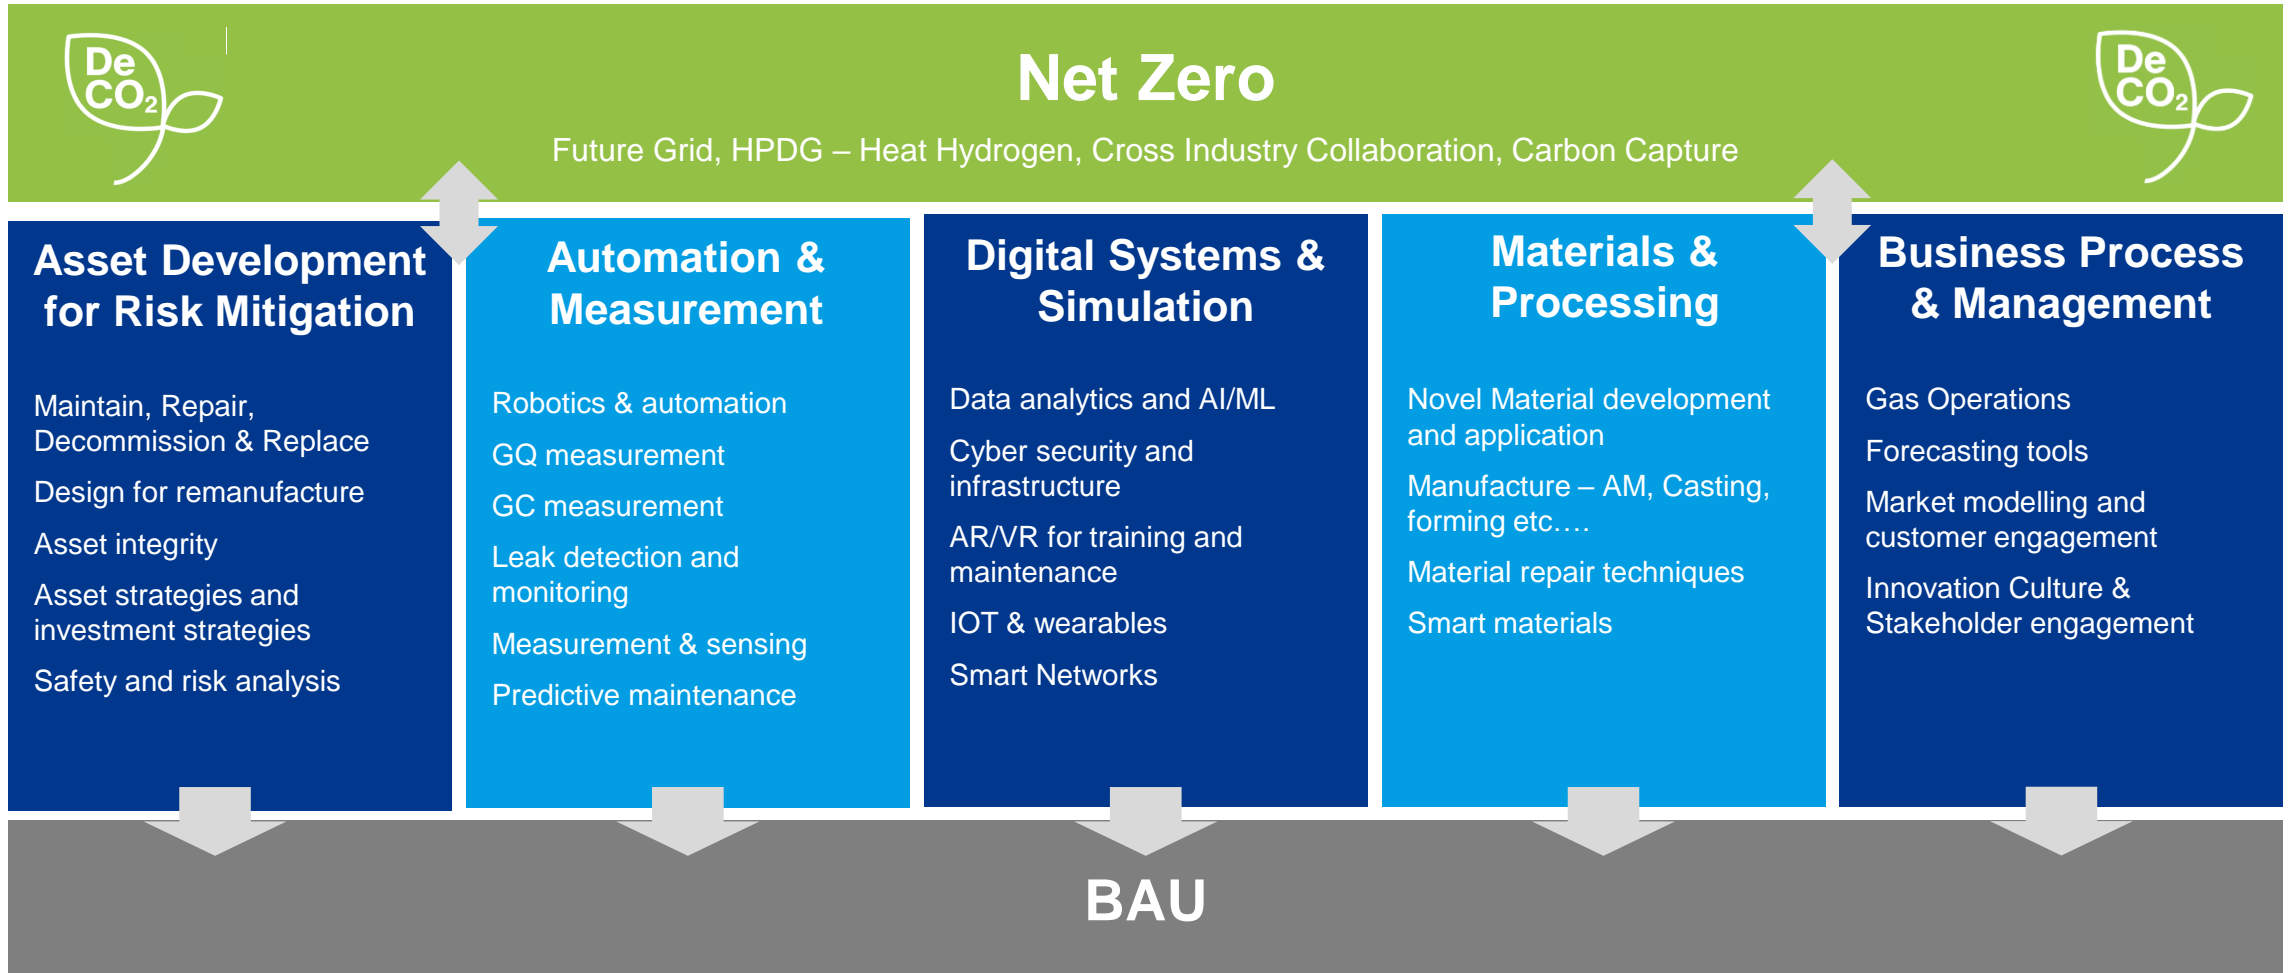 De
CO₂
Net Zero
De
CO₂
Future Grid, HPDG – Heat Hydrogen, Cross Industry Collaboration, Carbon Capture
Asset Development
for Risk Mitigation
Maintain, Repair,
Decommission & Replace
Design for remanufacture
Asset integrity
Asset strategies and
investment strategies
Safety and risk analysis
Automation &
Measurement
Robotics & automation
GQ measurement
GC measurement
Leak detection and
monitoring
Measurement & sensing
Predictive maintenance
Digital Systems &
Simulation
Data analytics and AI/ML
Cyber security and
infrastructure
AR/VR for training and
maintenance
IOT & wearables
Smart Networks
Materials &
Processing
Novel Material development
and application
Manufacture – AM, Casting,
forming etc….
Material repair techniques
Smart materials
Business Process
& Management
Gas Operations
Forecasting tools
Market modelling and
customer engagement
Innovation Culture &
Stakeholder engagement
BAU